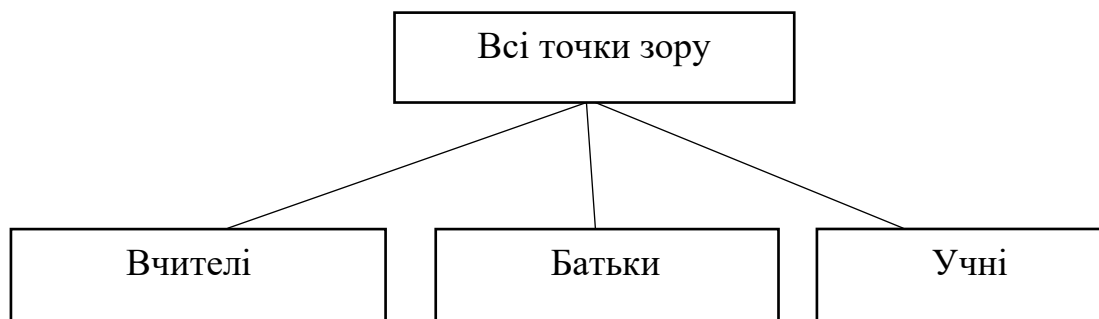 Всі точки зору
Вчителі
Батьки
Учні